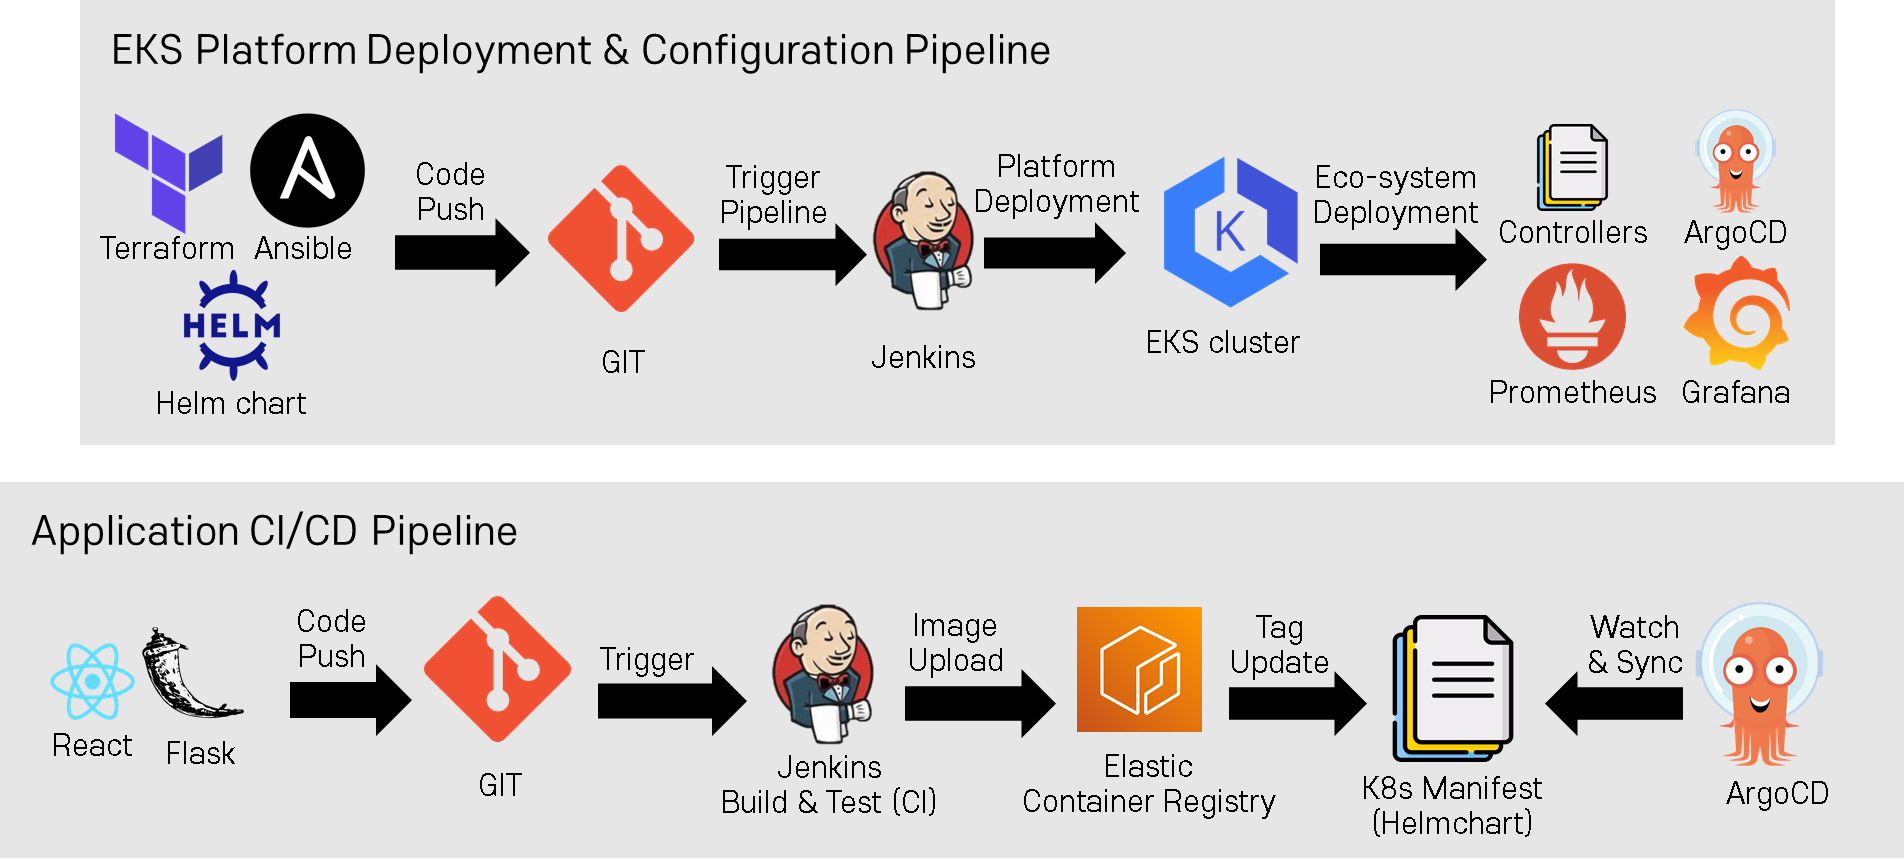 EKS Platform Deployment & Configuration Pipeline
Terraform
Ansible
HELM
Helm chart
Code
Push
GIT
Trigger
Pipeline
Jenkins
Platform
Deployment
K
EKS cluster
Eco-system
Deployment
Controllers
ArgoCD
Prometheus
Grafana
Application CI/CD Pipeline
React
Flask
Code
Push
GIT
Trigger
Jenkins
Build & Test (CI)
Image
Upload
Elastic
Container Registry
Tag
Update
K8s Manifest
(Helmchart)
Watch
& Sync
ArgoCD